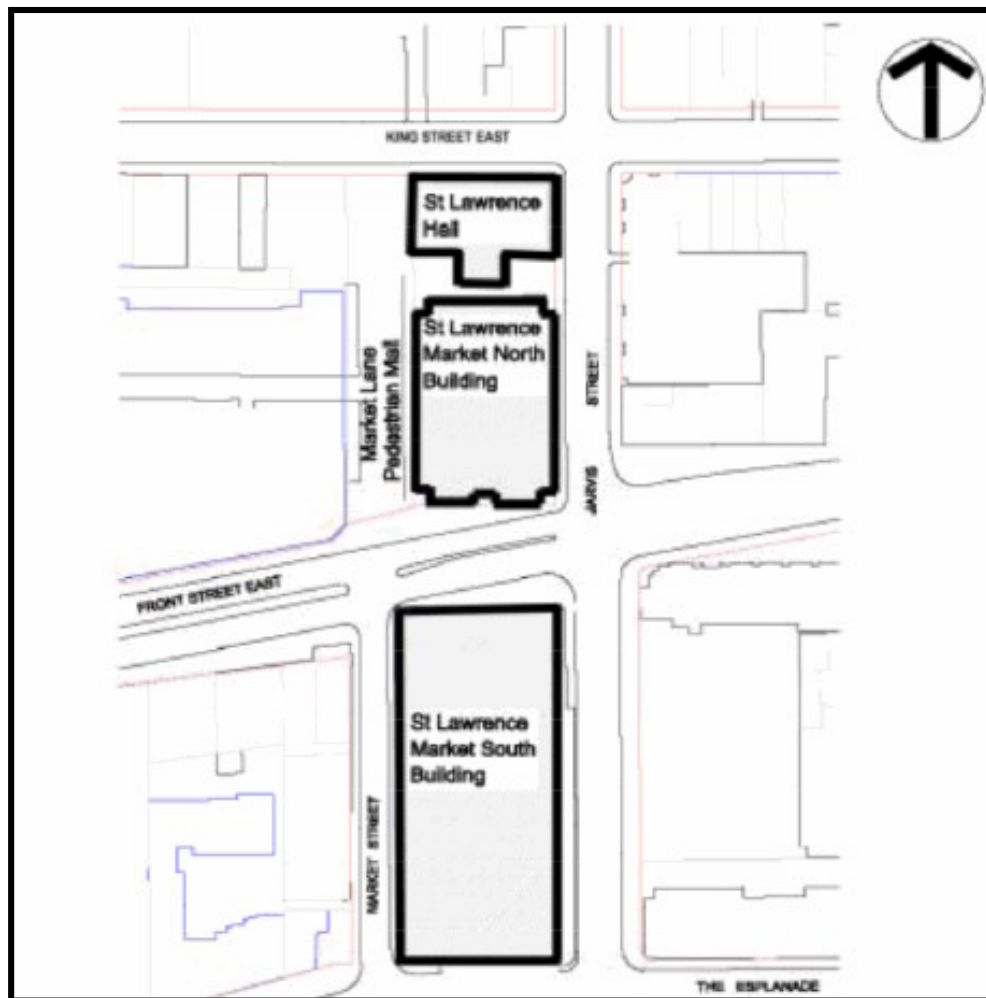 KING STREET EAST
St Lawrence
Hall
St Lawrence
Market North
Building
Market Lane
Pedestrian Mall
JARVIS STREET
FRONT STREET EAST
St Lawrence
Market South
Building
MARKET STREET
THE ESPLANADE